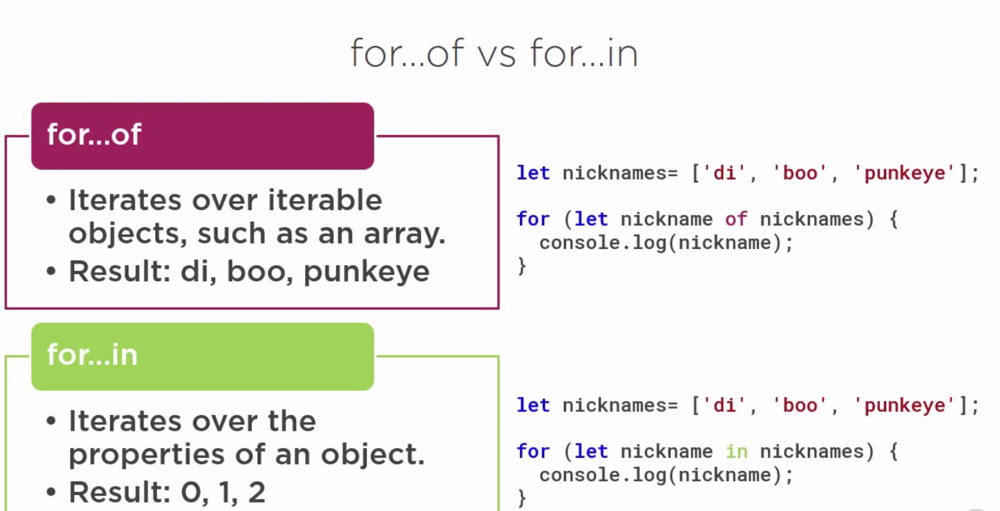 for...of vs for...in
for...of
• Iterates over iterable
objects, such as an array.
• Result: di, boo, punkeye
let nicknames= ['di', 'boo', 'punkeye'];
for (let nickname of nicknames) {
  console.log(nickname);
}
for...in
• Iterates over the
properties of an object.
• Result: 0, 1, 2
let nicknames= ['di', 'boo', 'punkeye'];
for (let nickname in nicknames) {
  console.log(nickname);
}